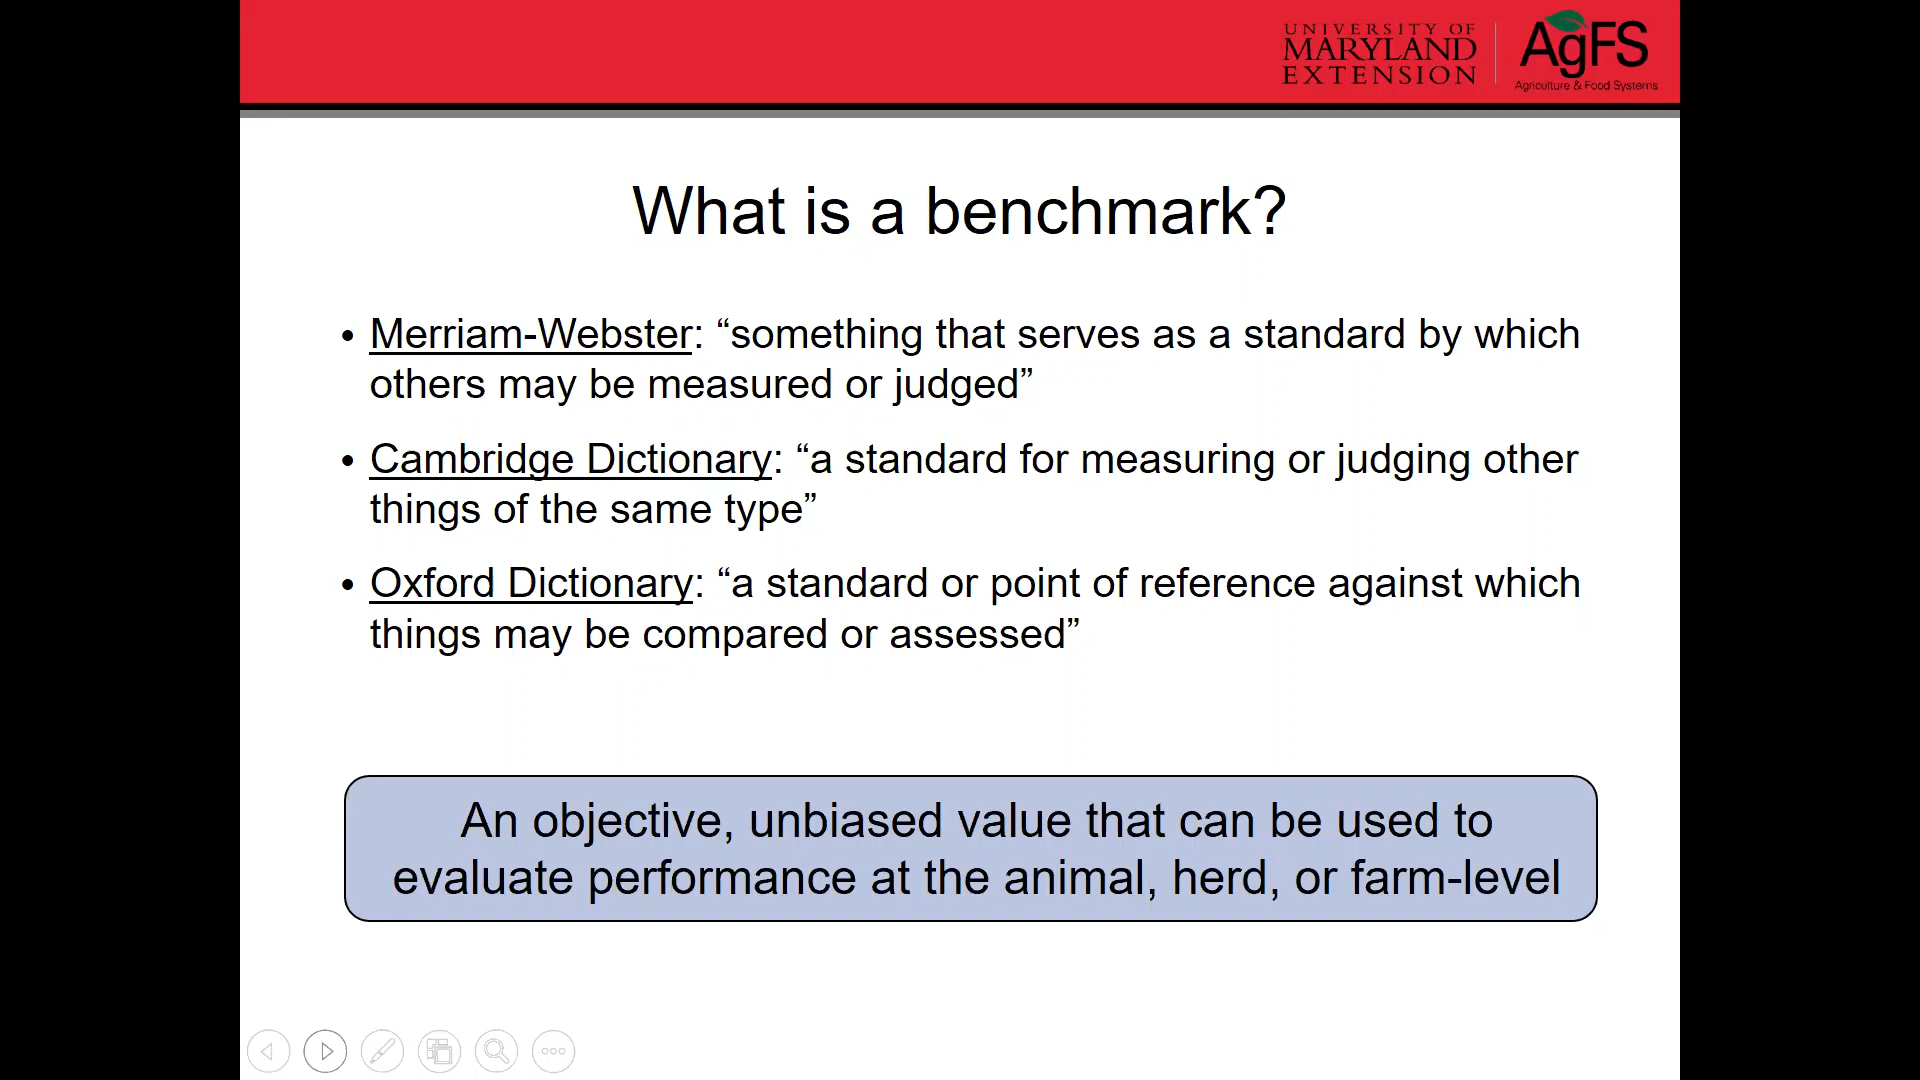 UNIVERSITY OF
MARYLAND
EXTENSION
AgFS
Agriculture & Food Systems
What is a benchmark?
• Merriam-Webster: “something that serves as a standard by which
others may be measured or judged”
• Cambridge Dictionary: “a standard for measuring or judging other
things of the same type”
• Oxford Dictionary: “a standard or point of reference against which
things may be compared or assessed”
An objective, unbiased value that can be used to
evaluate performance at the animal, herd, or farm-level